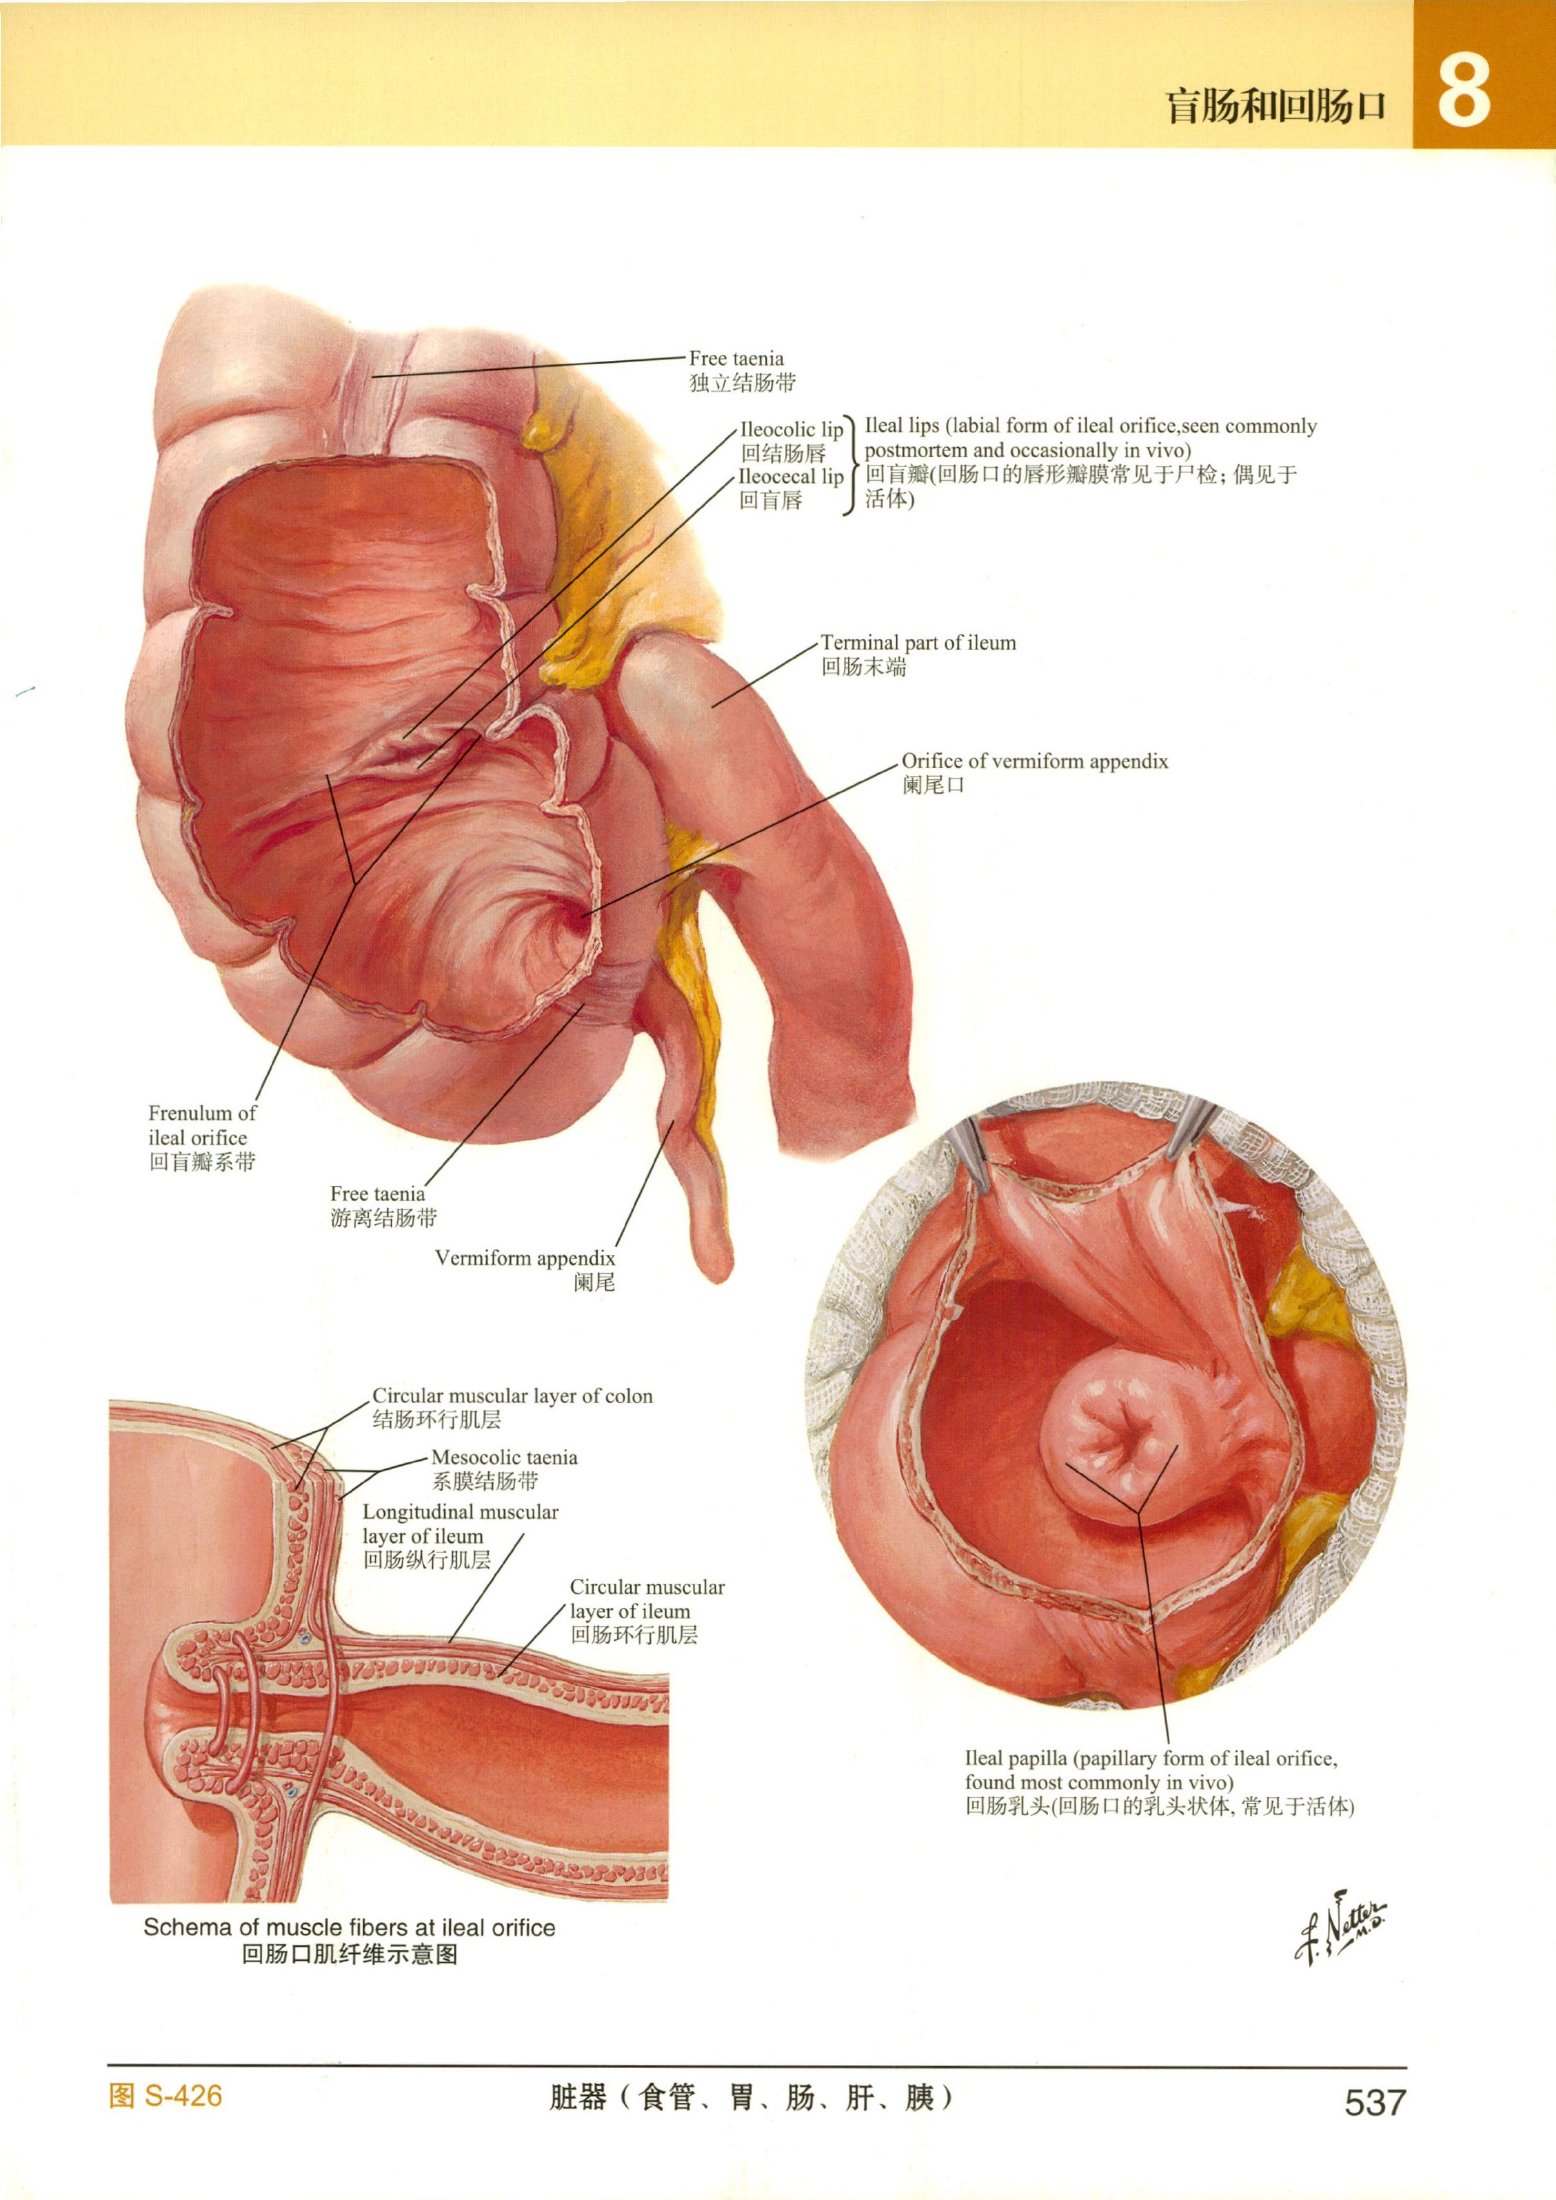 盲肠和回肠口
8
Free taenia
独立结肠带
Ileocolic lip
回结肠唇
Ileocecal lip
回盲唇
Ileal lips (labial form of ileal orifice,seen commonly
postmortem and occasionally in vivo)
回盲瓣(回肠口的唇形瓣膜常见于尸检; 偶见于
活体)
Terminal part of ileum
回肠末端
Orifice of vermiform appendix
阑尾口
Frenulum of
ileal orifice
回盲瓣系带
Free taenia
游离结肠带
Vermiform appendix
阑尾
Circular muscular layer of colon
结肠环行肌层
Mesocolic taenia
系膜结肠带
Longitudinal muscular
layer of ileum
回肠纵行肌层
Circular muscular
layer of ileum
回肠环行肌层
Ileal papilla (papillary form of ileal orifice,
found most commonly in vivo)
回肠乳头(回肠口的乳头状体, 常见于活体)
Schema of muscle fibers at ileal orifice
回肠口肌纤维示意图
F. Netter
M.D.
图 S-426
脏器（食管、胃、肠、肝、胰）
537